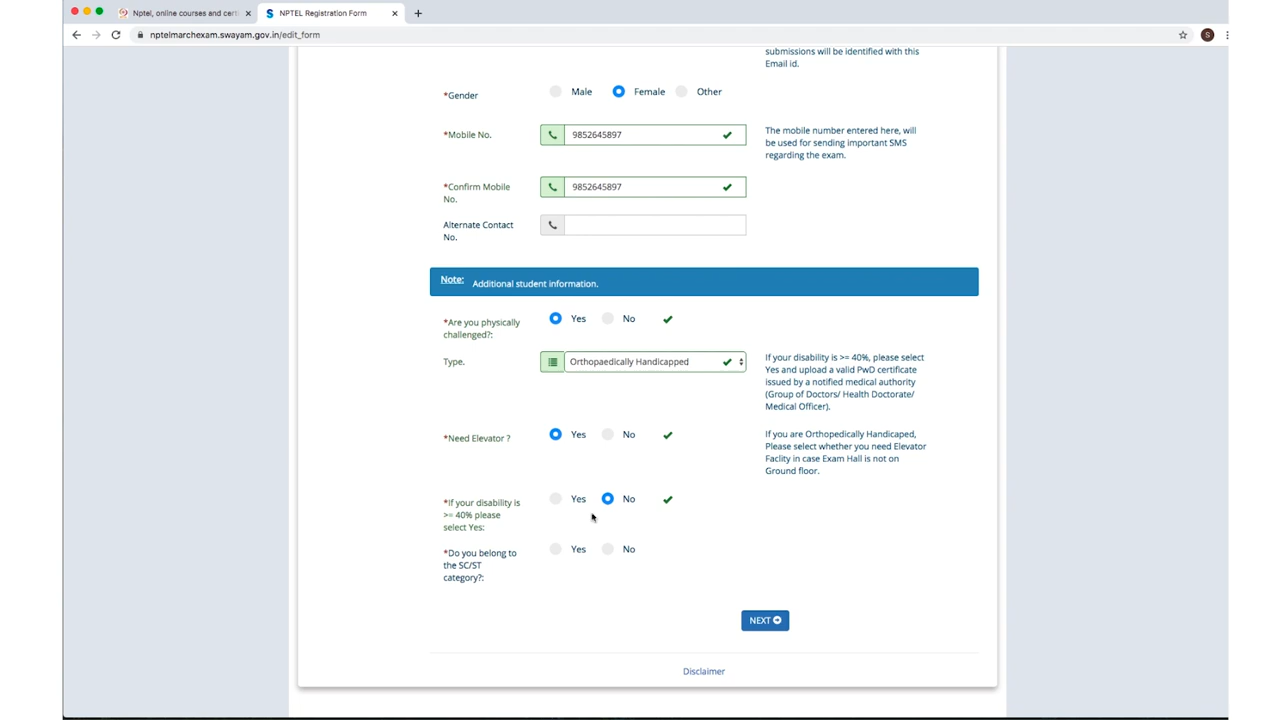 Nptel, online courses and certi
NPTEL Registration Form
nptelmarchexam.swayam.gov.in/edit_form
S
submissions will be identified with this
Email id.
*Gender
Male
Female
Other
*Mobile No.
9852645897
The mobile number entered here, will
be used for sending important SMS
regarding the exam.
*Confirm Mobile
No.
9852645897
Alternate Contact
No.
Note: Additional student information.
*Are you physically
challenged?:
Yes
No
Type.
Orthopaedically Handicapped
If your disability is >= 40%, please select
Yes and upload a valid PwD certificate
issued by a notified medical authority
(Group of Doctors/ Health Doctorate/
Medical Officer).
*Need Elevator ?
Yes
No
If you are Orthopedically Handicaped,
Please select whether you need Elevator
Faclity in case Exam Hall is not on
Ground floor.
*If your disability is
>= 40% please
select Yes:
Yes
No
*Do you belong to
the SC/ST
category?:
Yes
No
NEXT
Disclaimer